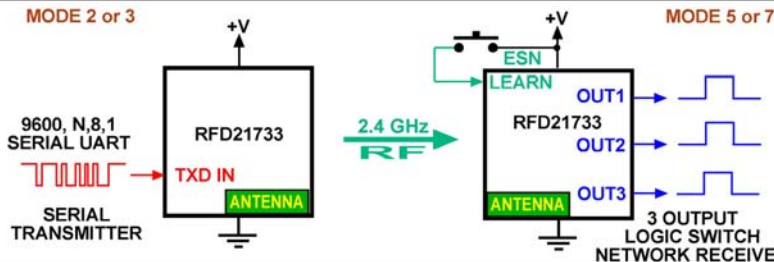 MODE 2 or 3
MODE 5 or 7
+V
+V
ESN
LEARN
9600, N,8,1
SERIAL UART
RFD21733
2.4 GHz
RF
OUT1
RFD21733
OUT2
TXD IN
OUT3
ANTENNA
ANTENNA
SERIAL
TRANSMITTER
3 OUTPUT
LOGIC SWITCH
NETWORK RECEIVE